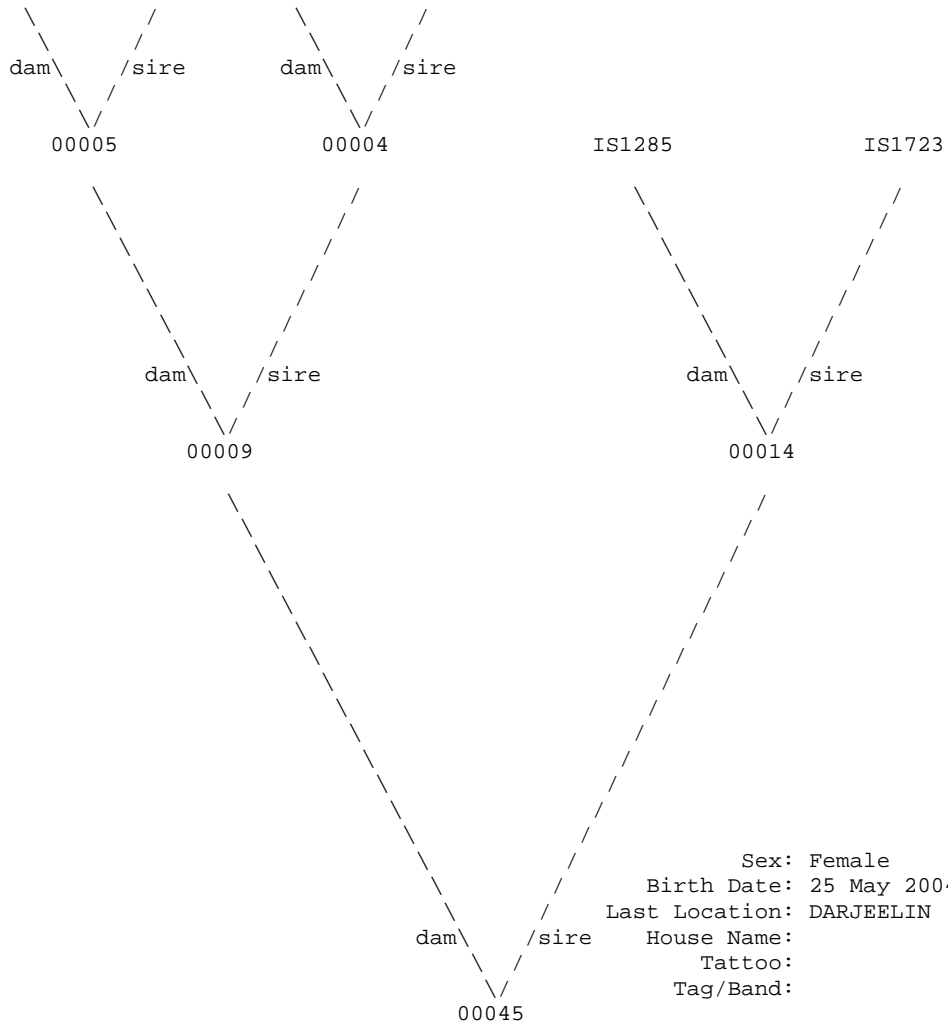 dam sire dam sire
00005 00004 IS1285 IS1723
dam sire dam sire
00009 00014
Sex: Female
Birth Date: 25 May 2004
Last Location: DARJEELIN
dam sire House Name:
Tattoo:
Tag/Band:
00045